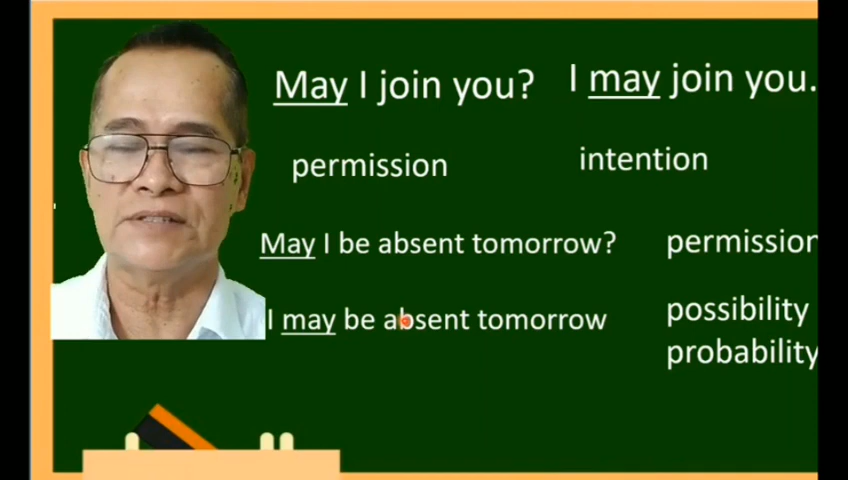 May I join you? I may join you.
permission intention
May I be absent tomorrow? permission
I may be absent tomorrow possibility
probability